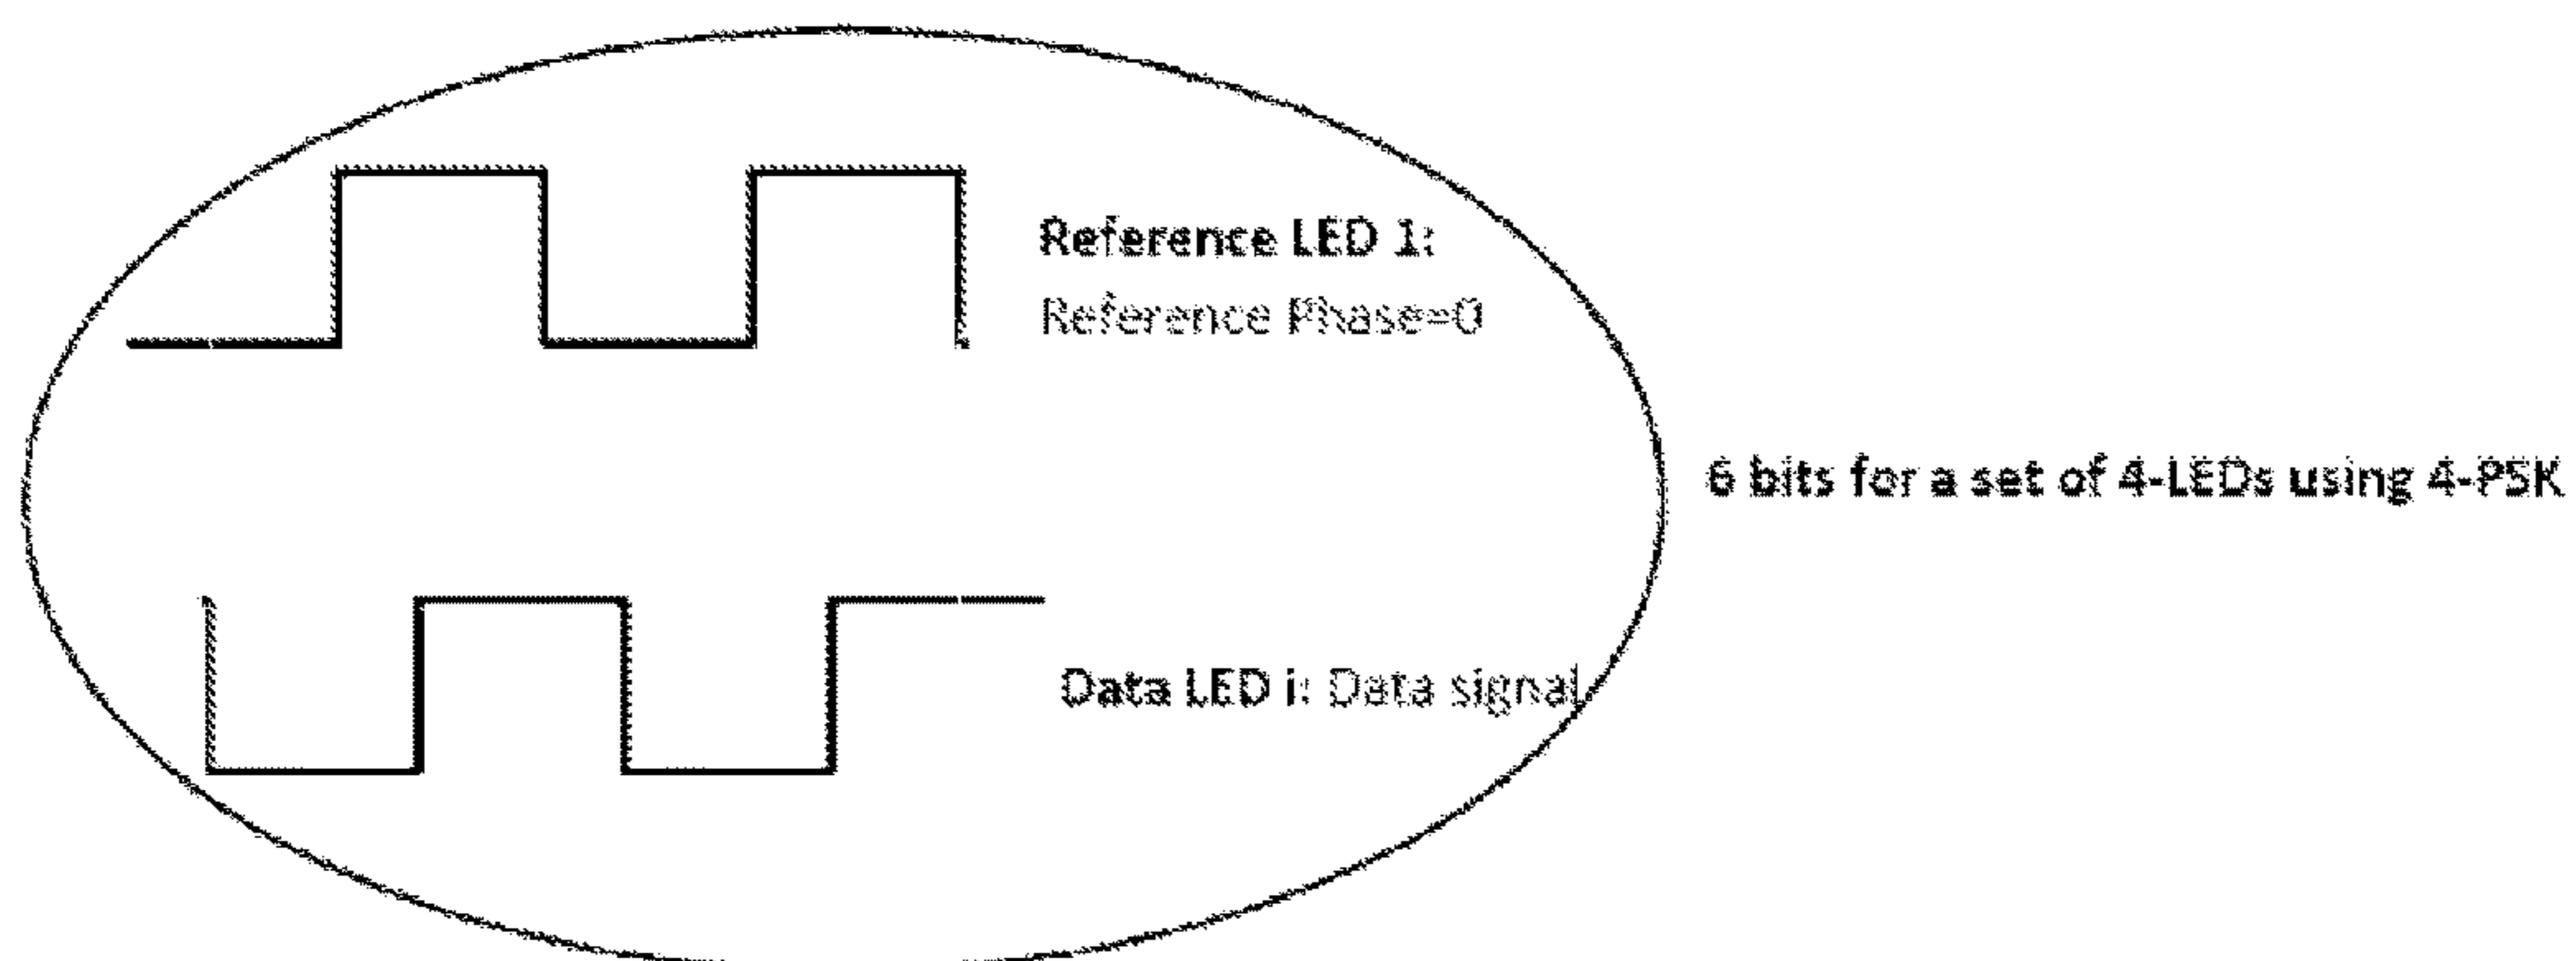 Reference LED 1:
Reference Phase=0
6 bits for a set of 4-LEDs using 4-PSK
Data LED i: Data signal